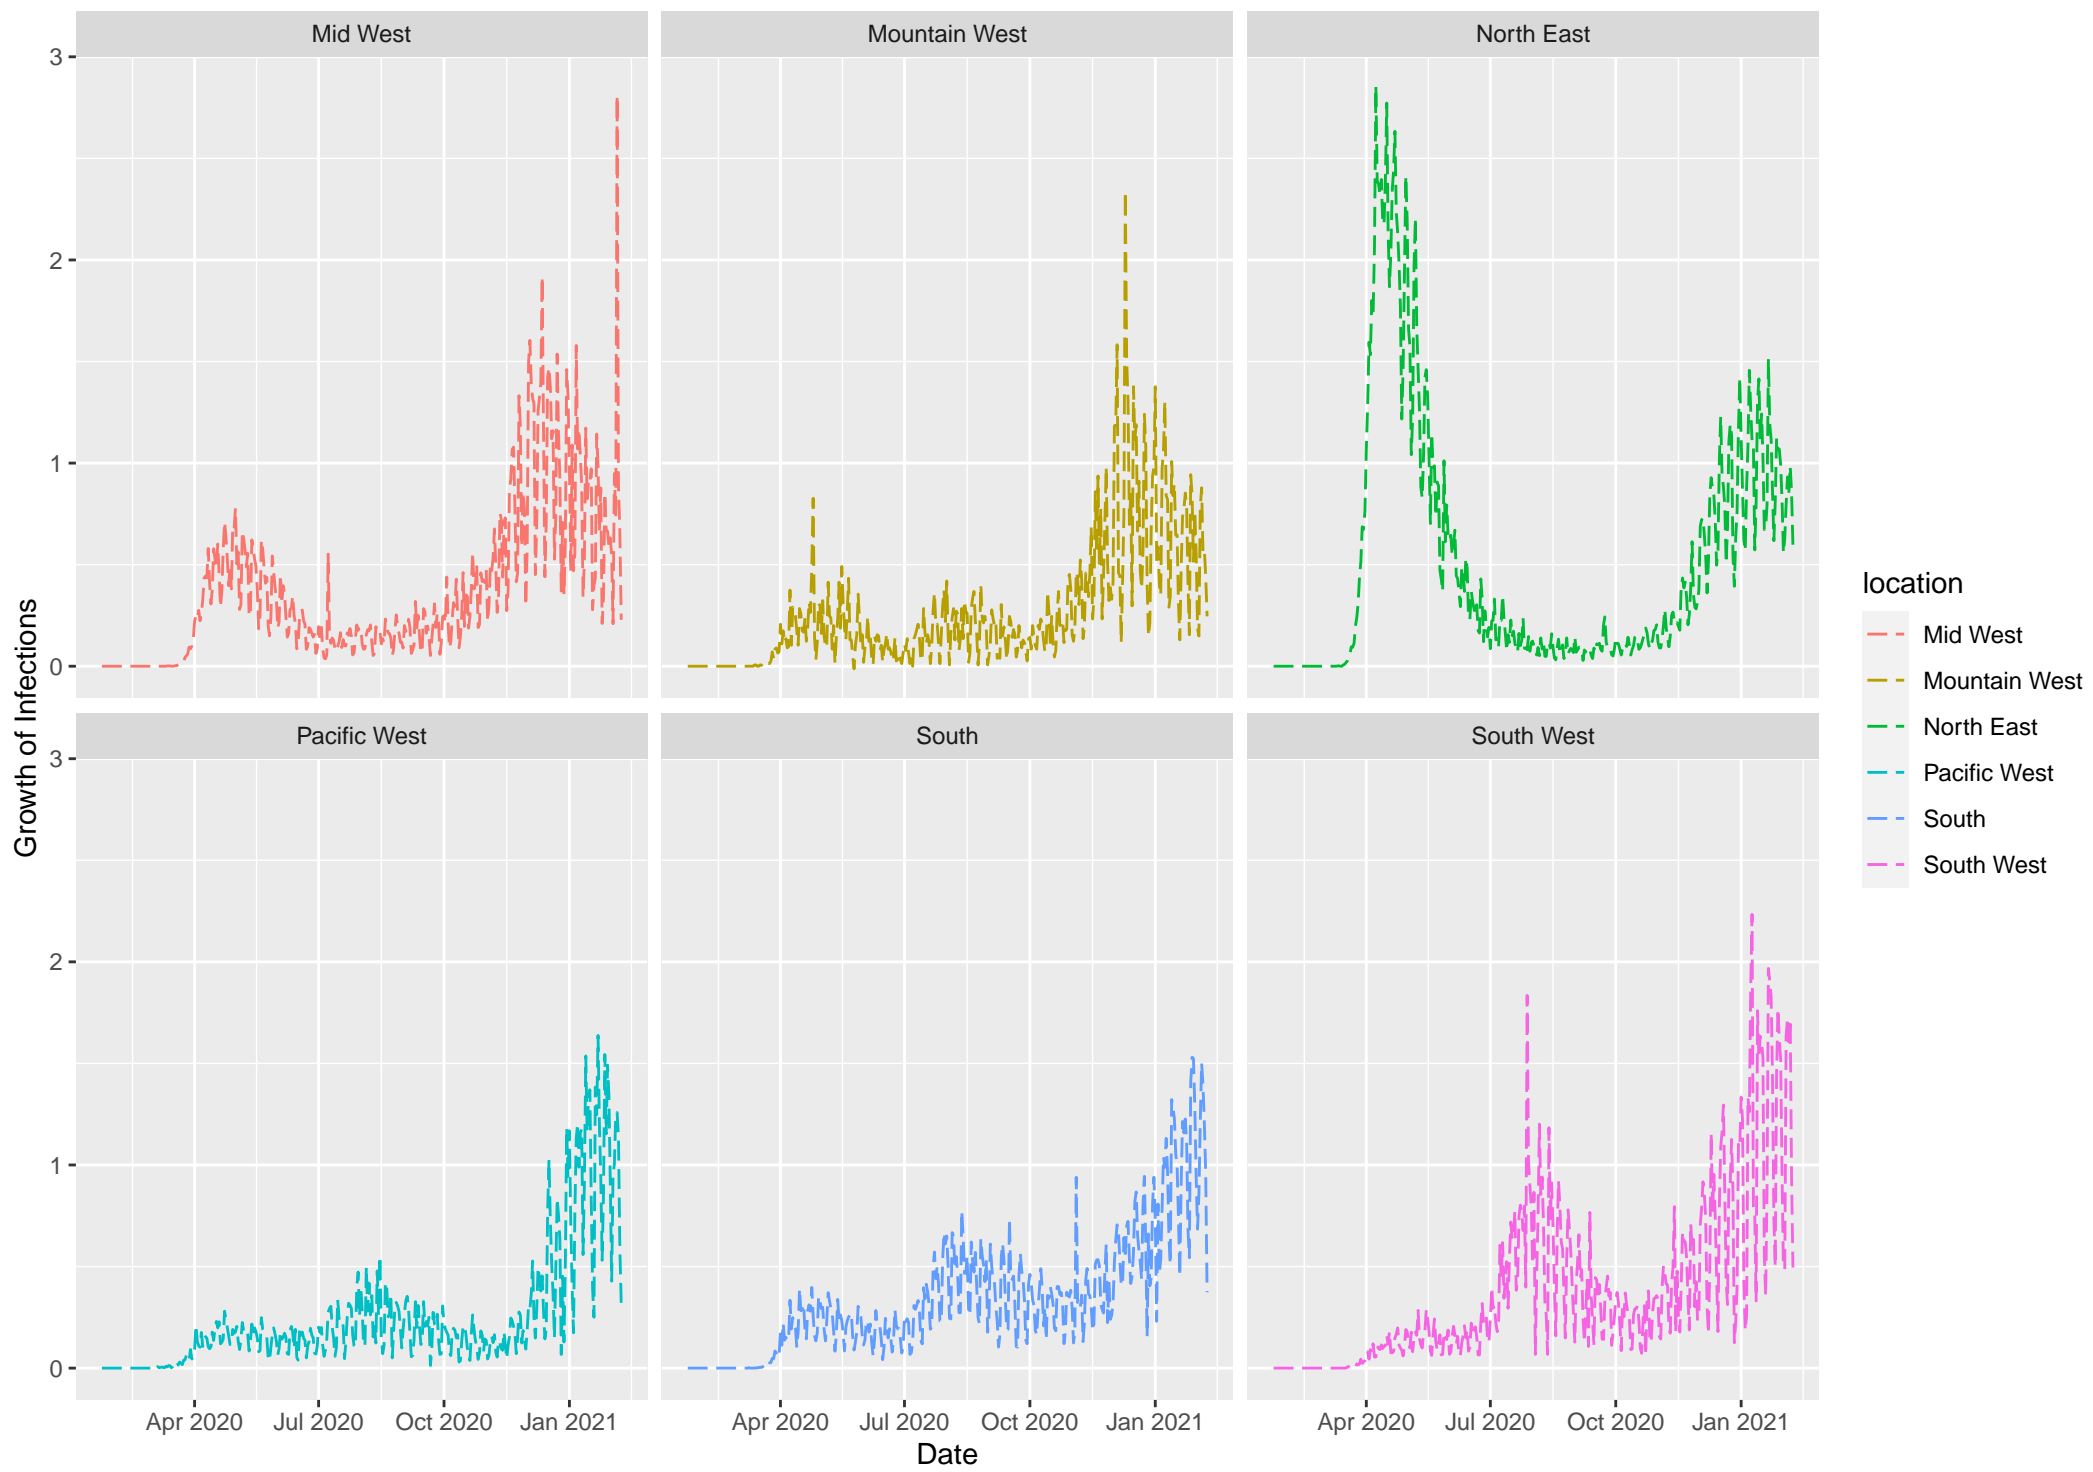 Mid West
Mountain West
North East
3
2
1
0
Growth of Infections
Pacific West
South
South West
3
2
1
0
Apr 2020 Jul 2020 Oct 2020 Jan 2021
Apr 2020 Jul 2020 Oct 2020 Jan 2021
Apr 2020 Jul 2020 Oct 2020 Jan 2021
Date
location
Mid West
Mountain West
North East
Pacific West
South
South West